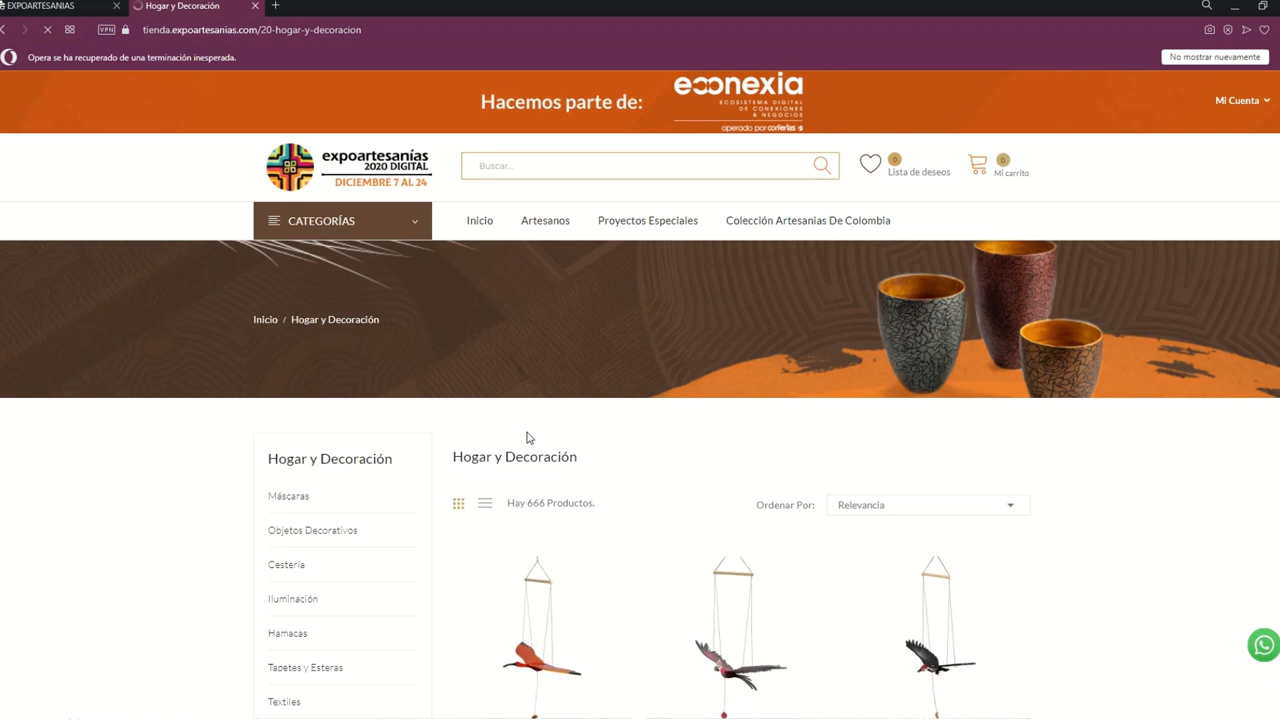 EXPOARTESANIAS
Hogar y Decoración
VPN
tienda.expoartesanias.com/20-hogar-y-decoracion
Opera se ha recuperado de una terminación inesperada.
No mostrar nuevamente
Hacemos parte de:
econexia
ECOSISTEMA DIGITAL
DE CONEXIONES
& NEGOCIOS
operado por corferias
Mi Cuenta
expoartesanías
2020 DIGITAL
DICIEMBRE 7 AL 24
Buscar...
0
Lista de deseos
0
Mi carrito
CATEGORÍAS
Inicio
Artesanos
Proyectos Especiales
Colección Artesanias De Colombia
Inicio / Hogar y Decoración
Hogar y Decoración
Máscaras
Objetos Decorativos
Cestería
Iluminación
Hamacas
Tapetes y Esteras
Textiles
Hogar y Decoración
Hay 666 Productos.
Ordenar Por:
Relevancia